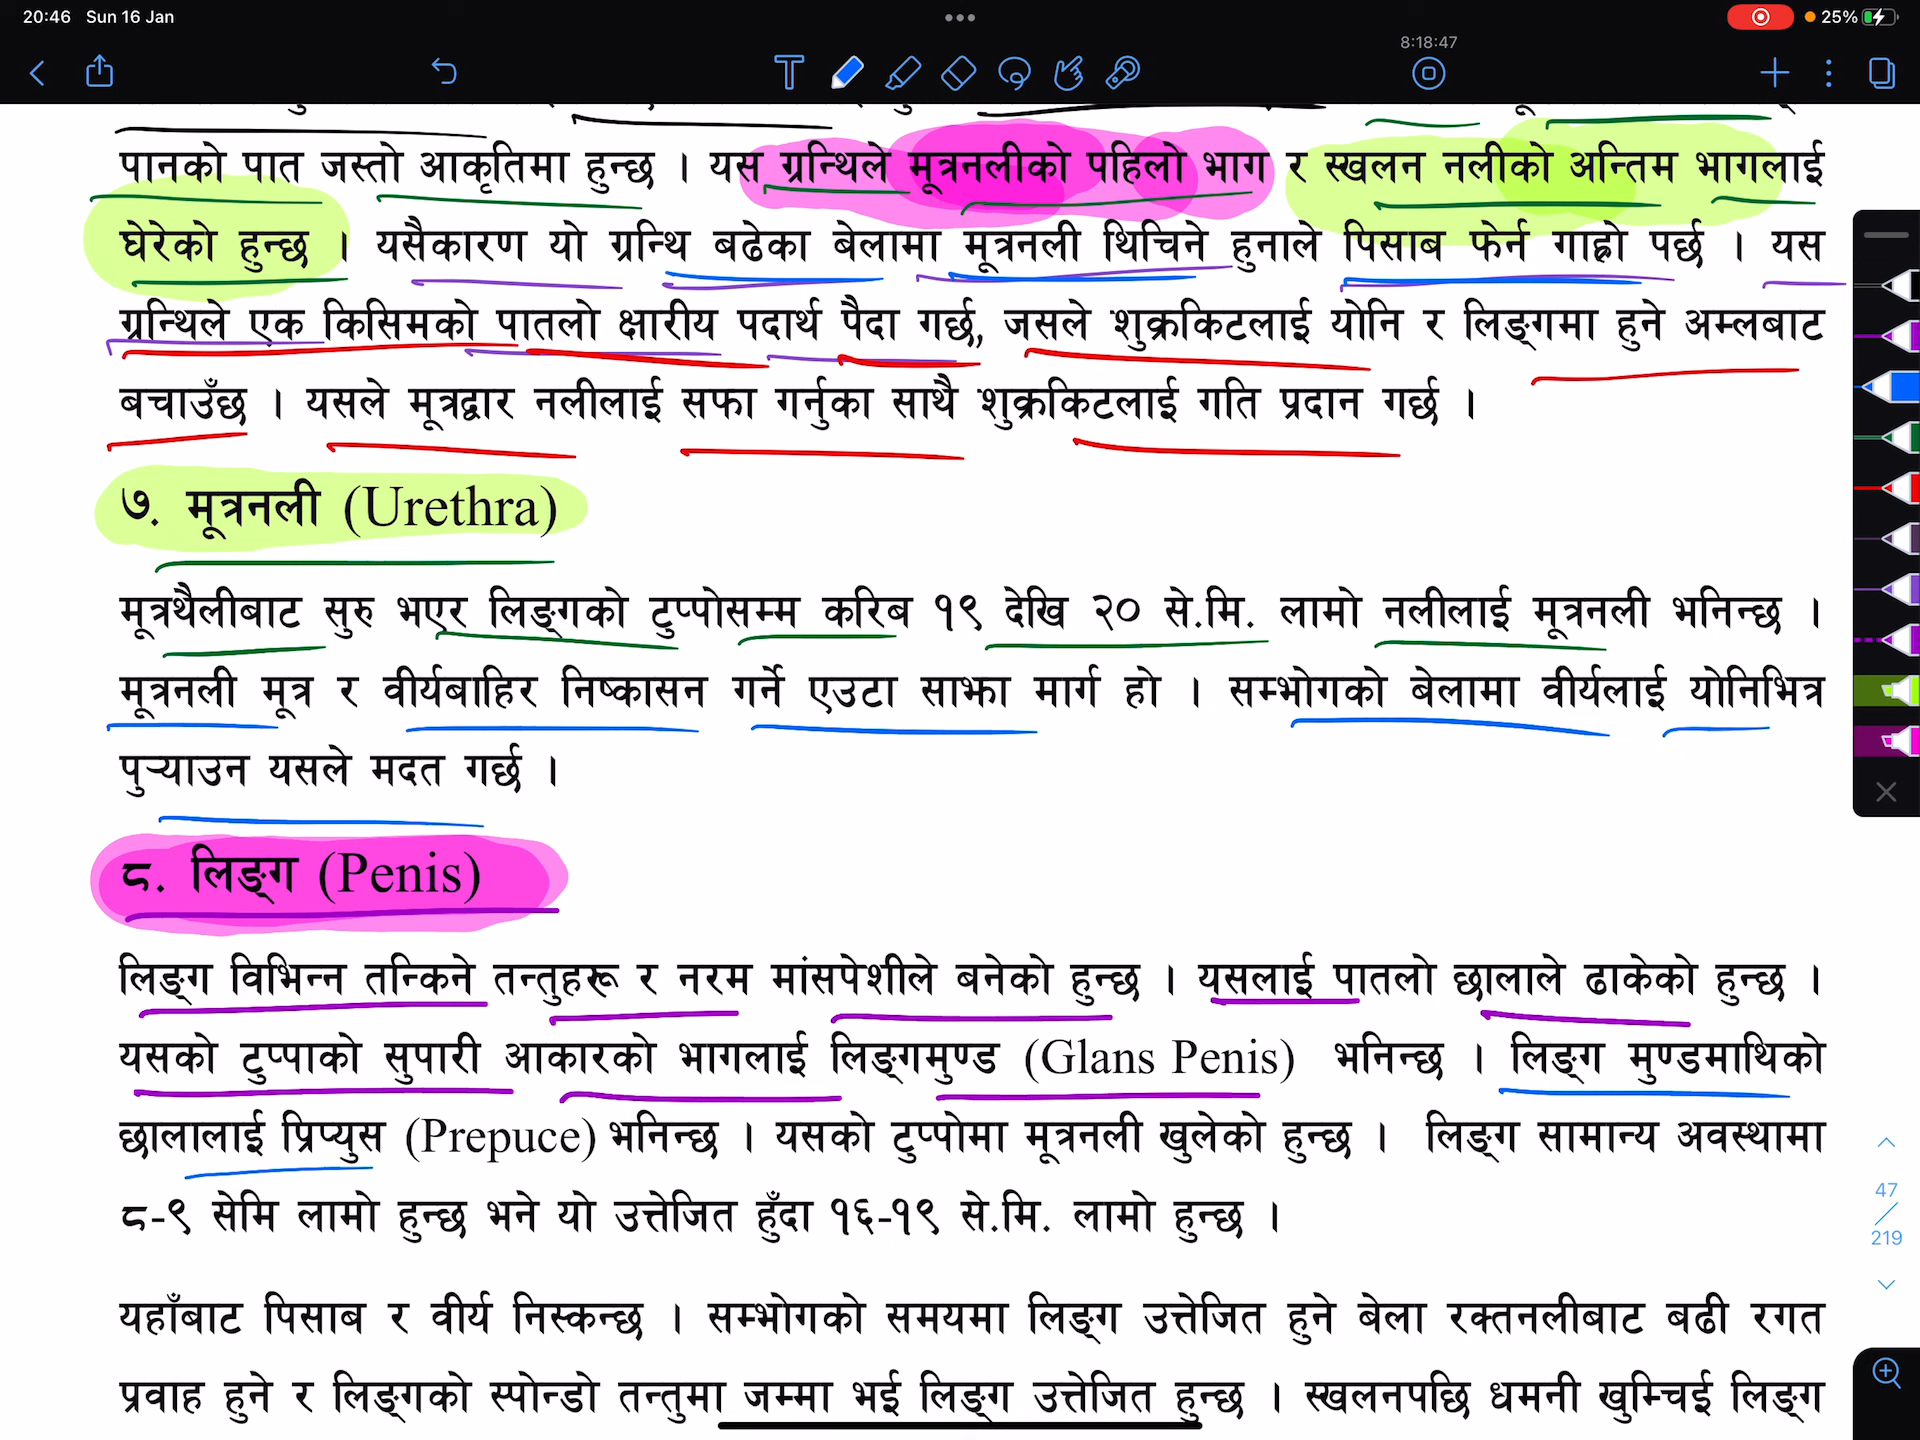 20:46 Sun 16 Jan
25%
8:18:47
पानको पात जस्तो आकृतिमा हुन्छ । यस ग्रन्थिले मूत्रनलीको पहिलो भाग र स्खलन नलीको अन्तिम भागलाई
घेरेको हुन्छ । यसैकारण यो ग्रन्थि बढेका बेलामा मूत्रनली थिचिने हुनाले पिसाब फेर्न गाह्रो पर्छ । यस
ग्रन्थिले एक किसिमको पातलो क्षारीय पदार्थ पैदा गर्छ, जसले शुक्रकिटलाई योनि र लिङ्गमा हुने अम्लबाट
बचाउँछ । यसले मूत्रद्वार नलीलाई सफा गर्नुका साथै शुक्रकिटलाई गति प्रदान गर्छ ।
७. मूत्रनली (Urethra)
मूत्रथैलीबाट सुरु भएर लिङ्गको टुप्पोसम्म करिब १९ देखि २० से.मि. लामो नलीलाई मूत्रनली भनिन्छ ।
मूत्रनली मूत्र र वीर्यबाहिर निष्कासन गर्ने एउटा साझा मार्ग हो । सम्भोगको बेलामा वीर्यलाई योनिभित्र
पुऱ्याउन यसले मदत गर्छ ।
८. लिङ्ग (Penis)
लिङ्ग विभिन्न तन्किने तन्तुहरू र नरम मांसपेशीले बनेको हुन्छ । यसलाई पातलो छालाले ढाकेको हुन्छ ।
यसको टुप्पाको सुपारी आकारको भागलाई लिङ्गमुण्ड (Glans Penis) भनिन्छ । लिङ्ग मुण्डमाथिको
छालालाई प्रिप्युस (Prepuce) भनिन्छ । यसको टुप्पोमा मूत्रनली खुलेको हुन्छ । लिङ्ग सामान्य अवस्थामा
८-९ सेमि लामो हुन्छ भने यो उत्तेजित हुँदा १६-१९ से.मि. लामो हुन्छ ।
यहाँबाट पिसाब र वीर्य निस्कन्छ । सम्भोगको समयमा लिङ्ग उत्तेजित हुने बेला रक्तनलीबाट बढी रगत
प्रवाह हुने र लिङ्गको स्पोन्डो तन्तुमा जम्मा भई लिङ्ग उत्तेजित हुन्छ । स्खलनपछि धमनी खुम्चिई लिङ्ग
47
/
219